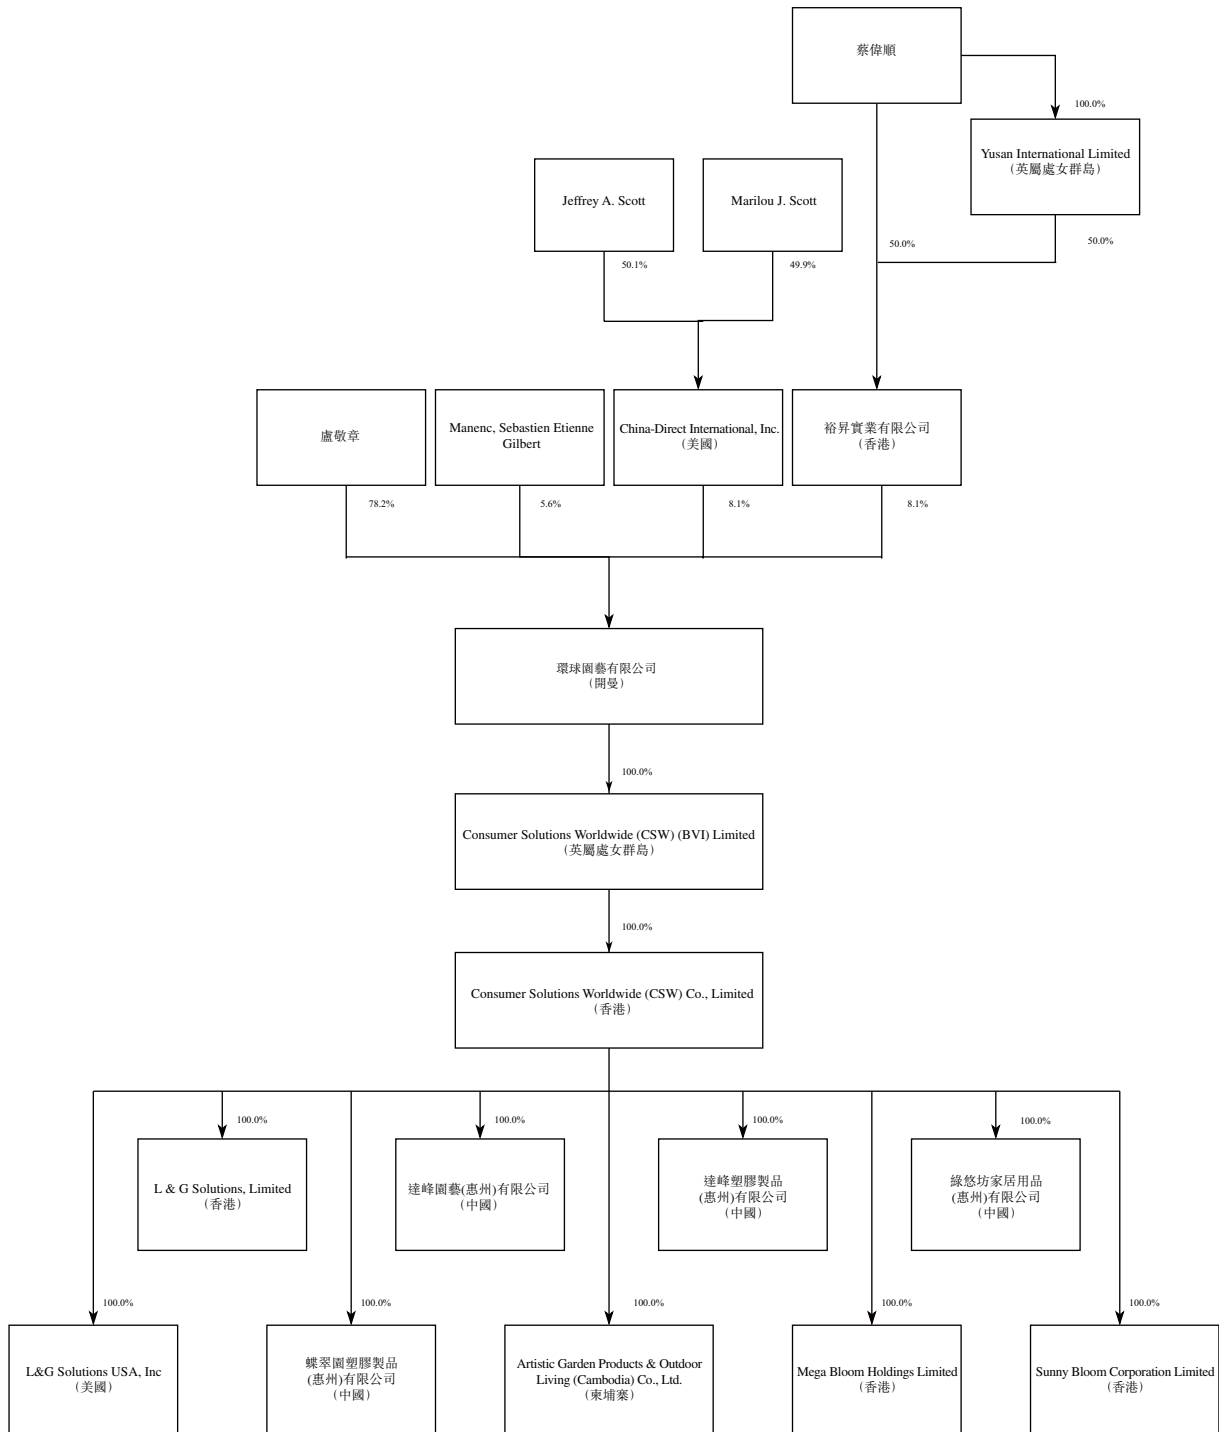 蔡偉順
100.0%
Yusan International Limited
（英屬處女群島）
Jeffrey A. Scott
Marilou J. Scott
50.0%
50.0%
50.1%
49.9%
盧敬章
Manenc, Sebastien Etienne
Gilbert
China-Direct International, Inc.
（美國）
裕昇實業有限公司
（香港）
78.2%
5.6%
8.1%
8.1%
環球園藝有限公司
（開曼）
100.0%
Consumer Solutions Worldwide (CSW) (BVI) Limited
（英屬處女群島）
100.0%
Consumer Solutions Worldwide (CSW) Co., Limited
（香港）
100.0%
100.0%
100.0%
100.0%
L & G Solutions, Limited
（香港）
達峰園藝(惠州)有限公司
（中國）
達峰塑膠製品
(惠州)有限公司
（中國）
綠悠坊家居用品
(惠州)有限公司
（中國）
100.0%
100.0%
100.0%
100.0%
100.0%
L&G Solutions USA, Inc
（美國）
蝶翠園塑膠製品
(惠州)有限公司
（中國）
Artistic Garden Products & Outdoor
Living (Cambodia) Co., Ltd.
（柬埔寨）
Mega Bloom Holdings Limited
（香港）
Sunny Bloom Corporation Limited
（香港）